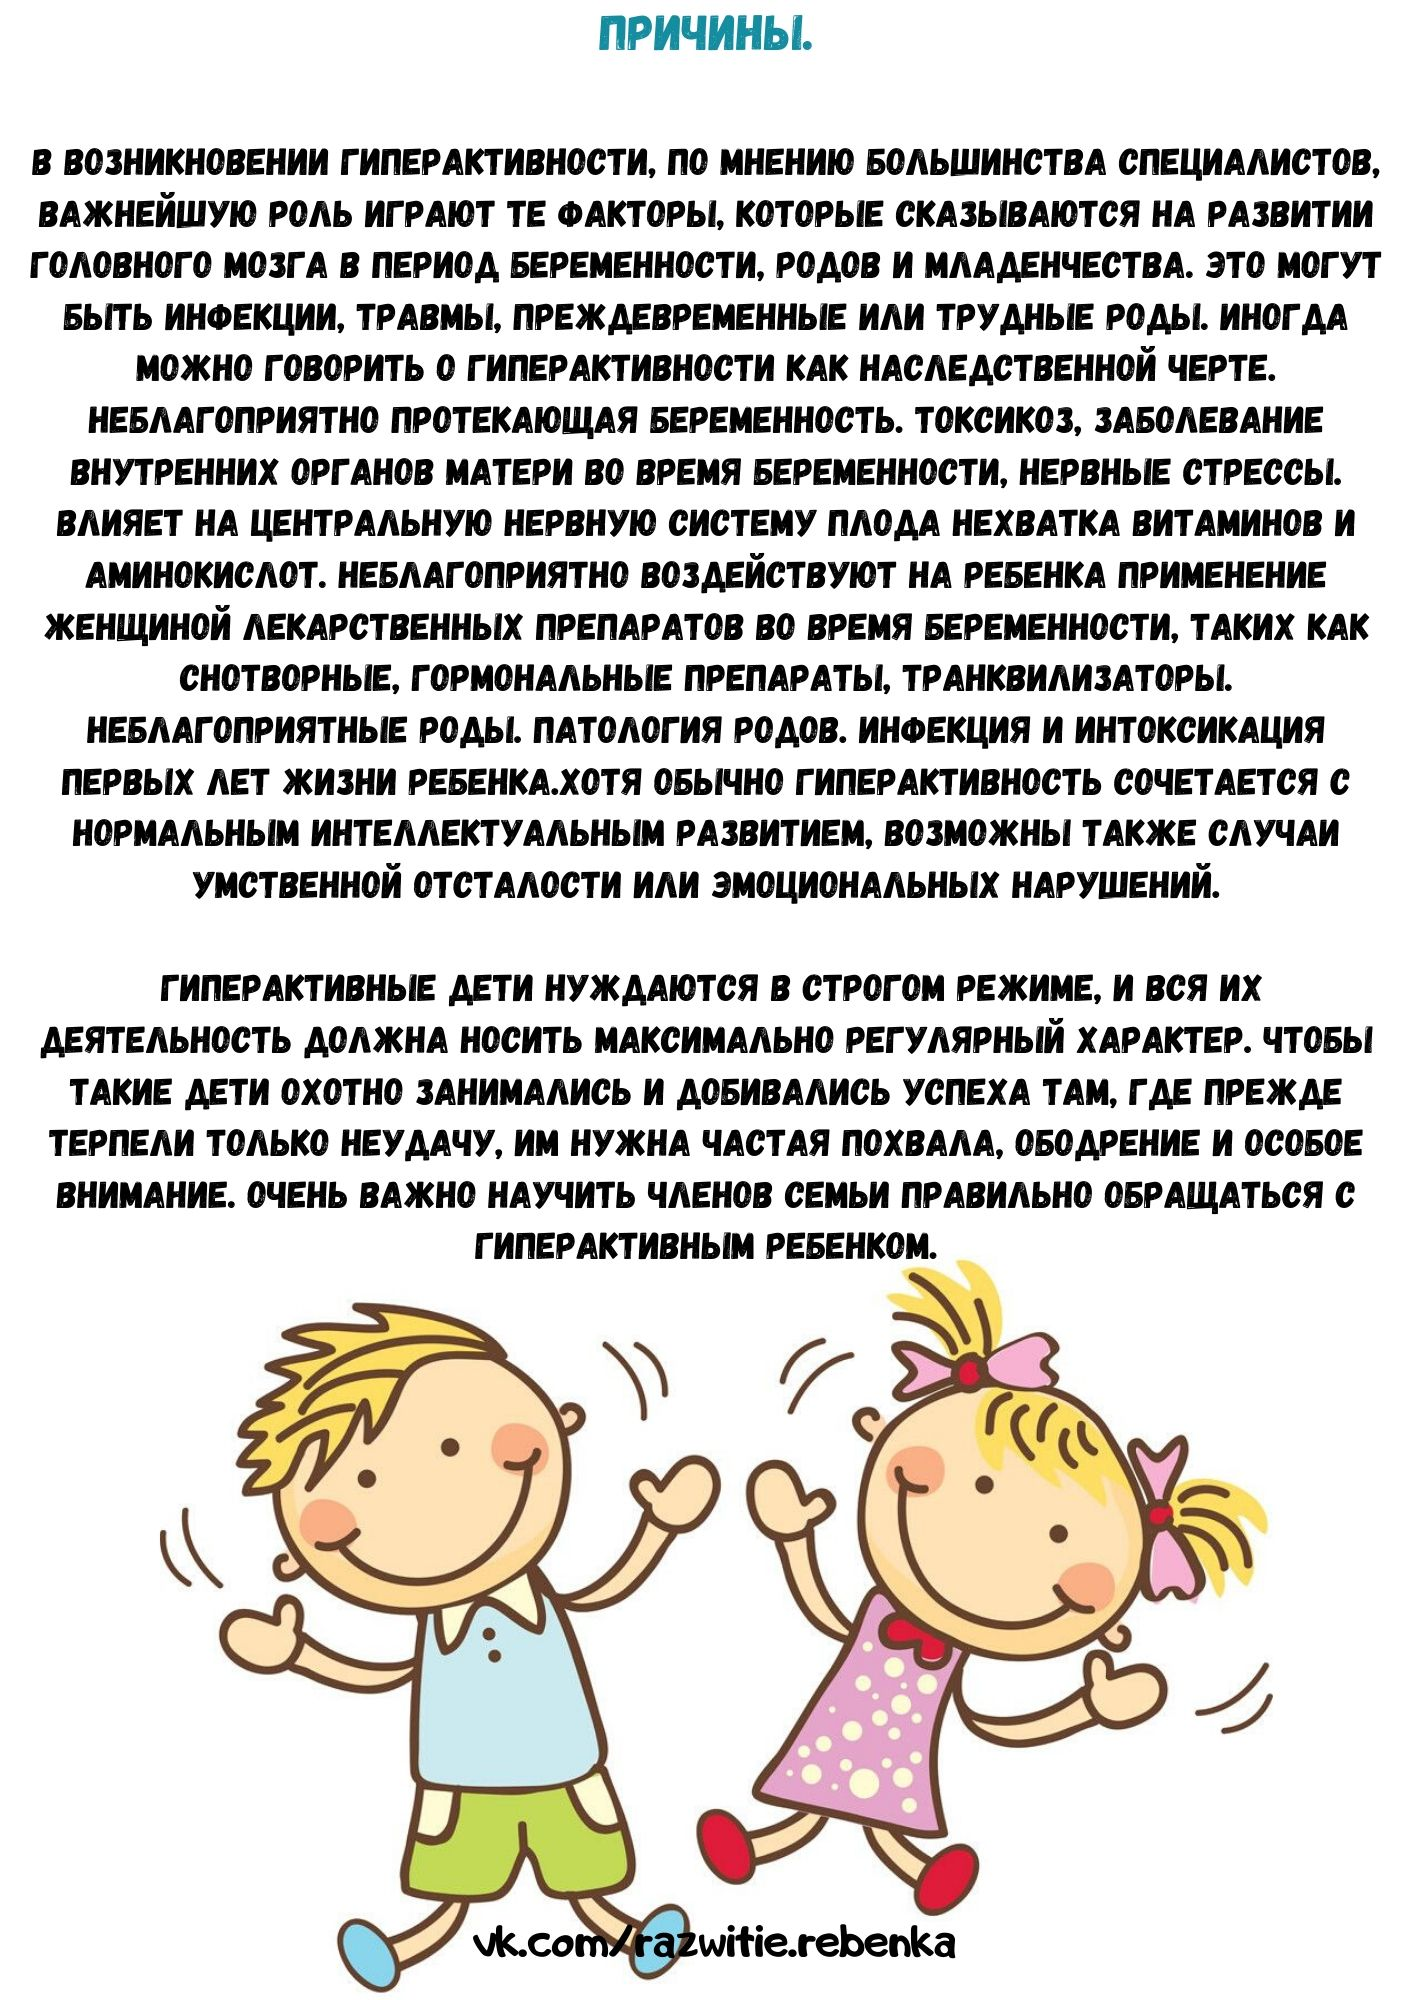 ПРИЧИНЫ.
В ВОЗНИКНОВЕНИИ ГИПЕРАКТИВНОСТИ, ПО МНЕНИЮ БОЛЬШИНСТВА СПЕЦИАЛИСТОВ,
ВАЖНЕЙШУЮ РОЛЬ ИГРАЮТ ТЕ ФАКТОРЫ, КОТОРЫЕ СКАЗЫВАЮТСЯ НА РАЗВИТИИ
ГОЛОВНОГО МОЗГА В ПЕРИОД БЕРЕМЕННОСТИ, РОДОВ И МЛАДЕНЧЕСТВА. ЭТО МОГУТ
БЫТЬ ИНФЕКЦИИ, ТРАВМЫ, ПРЕЖДЕВРЕМЕННЫЕ ИЛИ ТРУДНЫЕ РОДЫ. ИНОГДА
МОЖНО ГОВОРИТЬ О ГИПЕРАКТИВНОСТИ КАК НАСЛЕДСТВЕННОЙ ЧЕРТЕ.
НЕБЛАГОПРИЯТНО ПРОТЕКАЮЩАЯ БЕРЕМЕННОСТЬ. ТОКСИКОЗ, ЗАБОЛЕВАНИЕ
ВНУТРЕННИХ ОРГАНОВ МАТЕРИ ВО ВРЕМЯ БЕРЕМЕННОСТИ, НЕРВНЫЕ СТРЕССЫ.
ВЛИЯЕТ НА ЦЕНТРАЛЬНУЮ НЕРВНУЮ СИСТЕМУ ПЛОДА НЕХВАТКА ВИТАМИНОВ И
АМИНОКИСЛОТ. НЕБЛАГОПРИЯТНО ВОЗДЕЙСТВУЮТ НА РЕБЕНКА ПРИМЕНЕНИЕ
ЖЕНЩИНОЙ ЛЕКАРСТВЕННЫХ ПРЕПАРАТОВ ВО ВРЕМЯ БЕРЕМЕННОСТИ, ТАКИХ КАК
СНОТВОРНЫЕ, ГОРМОНАЛЬНЫЕ ПРЕПАРАТЫ, ТРАНКВИЛИЗАТОРЫ.
НЕБЛАГОПРИЯТНЫЕ РОДЫ. ПАТОЛОГИЯ РОДОВ. ИНФЕКЦИЯ И ИНТОКСИКАЦИЯ
ПЕРВЫХ ЛЕТ ЖИЗНИ РЕБЕНКА.ХОТЯ ОБЫЧНО ГИПЕРАКТИВНОСТЬ СОЧЕТАЕТСЯ С
НОРМАЛЬНЫМ ИНТЕЛЛЕКТУАЛЬНЫМ РАЗВИТИЕМ, ВОЗМОЖНЫ ТАКЖЕ СЛУЧАИ
УМСТВЕННОЙ ОТСТАЛОСТИ ИЛИ ЭМОЦИОНАЛЬНЫХ НАРУШЕНИЙ.
ГИПЕРАКТИВНЫЕ ДЕТИ НУЖДАЮТСЯ В СТРОГОМ РЕЖИМЕ, И ВСЯ ИХ
ДЕЯТЕЛЬНОСТЬ ДОЛЖНА НОСИТЬ МАКСИМАЛЬНО РЕГУЛЯРНЫЙ ХАРАКТЕР. ЧТОБЫ
ТАКИЕ ДЕТИ ОХОТНО ЗАНИМАЛИСЬ И ДОБИВАЛИСЬ УСПЕХА ТАМ, ГДЕ ПРЕЖДЕ
ТЕРПЕЛИ ТОЛЬКО НЕУДАЧУ, ИМ НУЖНА ЧАСТАЯ ПОХВАЛА, ОБОДРЕНИЕ И ОСОБОЕ
ВНИМАНИЕ. ОЧЕНЬ ВАЖНО НАУЧИТЬ ЧЛЕНОВ СЕМЬИ ПРАВИЛЬНО ОБРАЩАТЬСЯ С
ГИПЕРАКТИВНЫМ РЕБЕНКОМ.
vk.com/razwitie.rebenka